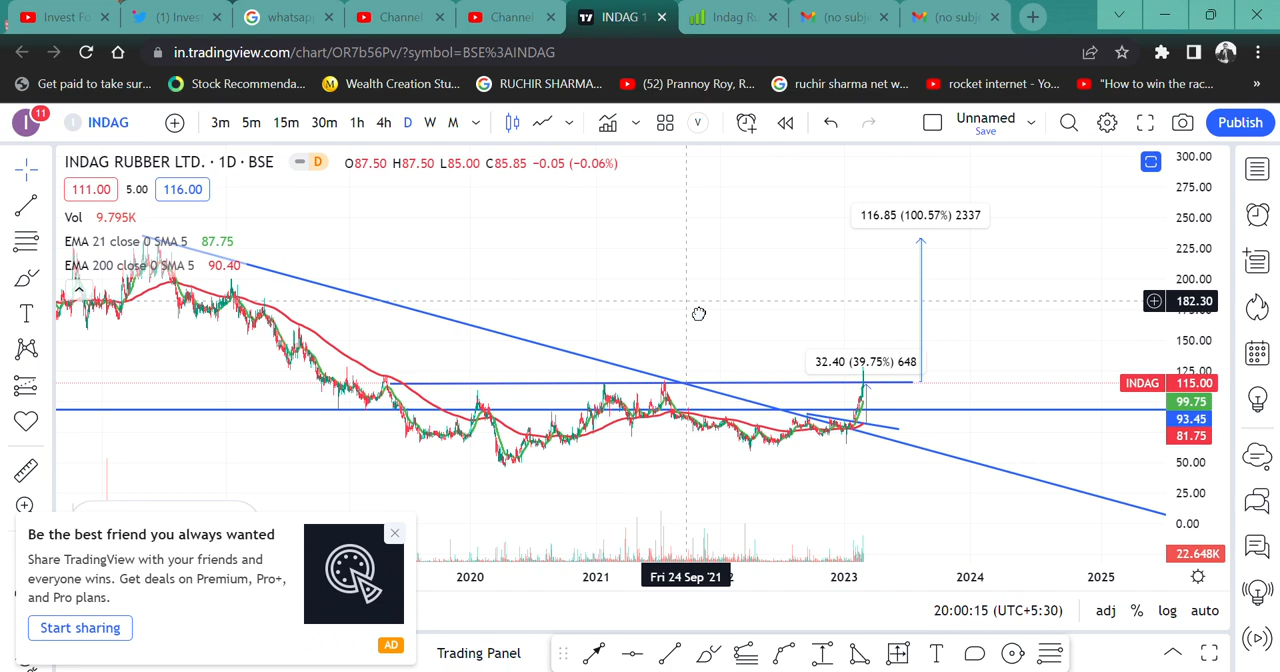 Invest Fo
(1) Invest
whatsap
Channel
Channel
INDAG 1
Indag Ru
(no subj
(no subj
in.tradingview.com/chart/OR7b56Pv/?symbol=BSE%3AINDAG
Get paid to take sur...
Stock Recommenda...
Wealth Creation Stu...
RUCHIR SHARMA...
(52) Prannoy Roy, R...
ruchir sharma net w...
rocket internet - Yo...
"How to win the rac...
»
I 11
I INDAG
3m 5m 15m 30m 1h 4h D W M
V
Unnamed
Save
Publish
INDAG RUBBER LTD. · 1D · BSE
D
O87.50 H87.50 L85.00 C85.85 -0.05 (-0.06%)
111.00 5.00 116.00
Vol 9.795K
EMA 21 close 0 SMA 5 87.75
EMA 200 close 0 SMA 5 90.40
116.85 (100.57%) 2337
32.40 (39.75%) 648
300.00
275.00
250.00
225.00
200.00
182.30
175.00
150.00
125.00
INDAG 115.00
99.75
93.45
81.75
50.00
25.00
0.00
22.648K
2020
2021
Fri 24 Sep '21
2023
2024
2025
Be the best friend you always wanted
Share TradingView with your friends and
everyone wins. Get deals on Premium, Pro+,
and Pro plans.
Start sharing
AD
20:00:15 (UTC+5:30)
adj % log auto
Trading Panel